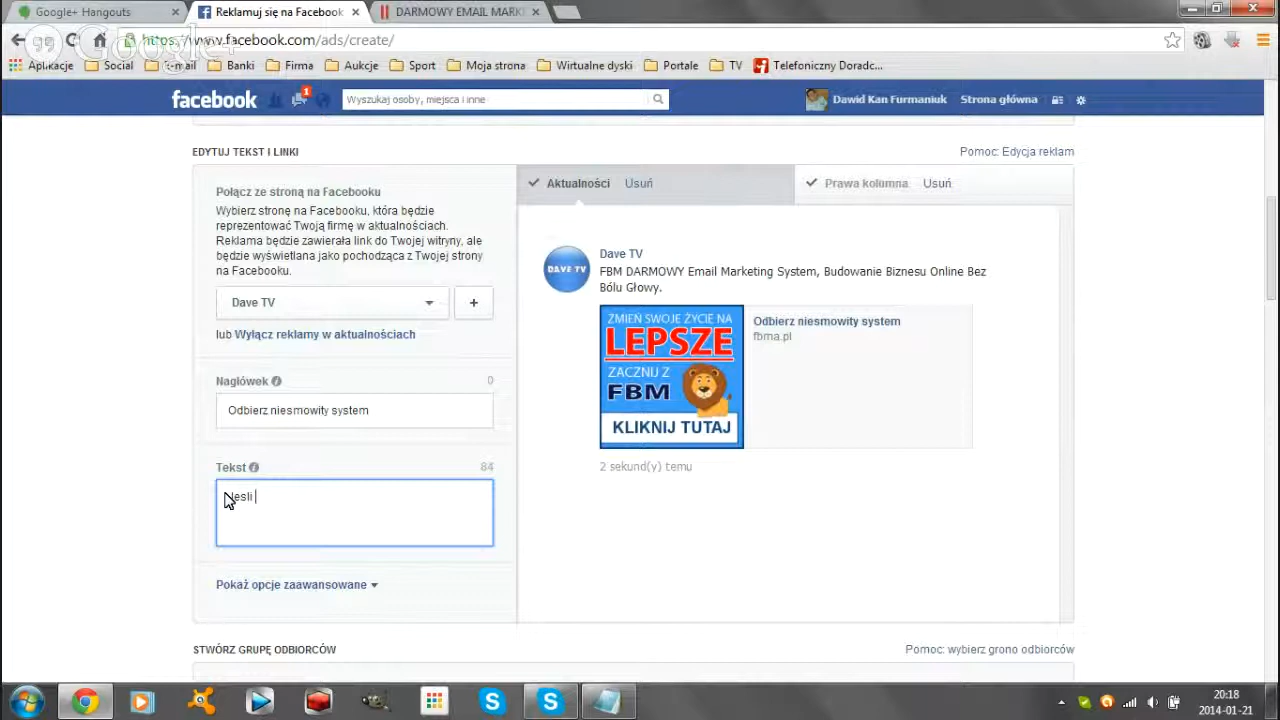 Google+ Hangouts
Reklamuj się na Facebook
DARMOWY EMAIL MARK
Google+
https://www.facebook.com/ads/create/
Aplikacje Social E-mail Banki Firma Aukcje Sport Moja strona Wirtualne dyski Portale TV Telefoniczny Doradc...
facebook 1 Wyszukaj osoby, miejsca i inne Dawid Kan Furmaniuk Strona główna
EDYTUJ TEKST I LINKI
Pomoc: Edycja reklam
Połącz ze stroną na Facebooku
Wybierz stronę na Facebooku, która będzie
reprezentować Twoją firmę w aktualnościach.
Reklama będzie zawierała link do Twojej witryny, ale
będzie wyświetlana jako pochodząca z Twojej strony
na Facebooku.
Dave TV
+
lub Wyłącz reklamy w aktualnościach
Nagłówek 0
Odbierz niesmowity system
Tekst 84
Jesli
Pokaż opcje zaawansowane
Aktualności Usuń
Prawa kolumna Usuń
DAVE TV
Dave TV
FBM DARMOWY Email Marketing System, Budowanie Biznesu Online Bez
Bólu Głowy.
ZMIEŃ SWOJE ŻYCIE NA
LEPSZE
ZACZNIJ Z
FBM
KLIKNIJ TUTAJ
Odbierz niesmowity system
fbma.pl
2 sekund(y) temu
STWÓRZ GRUPĘ ODBIORCÓW
Pomoc: wybierz grono odbiorców
20:18
2014-01-21